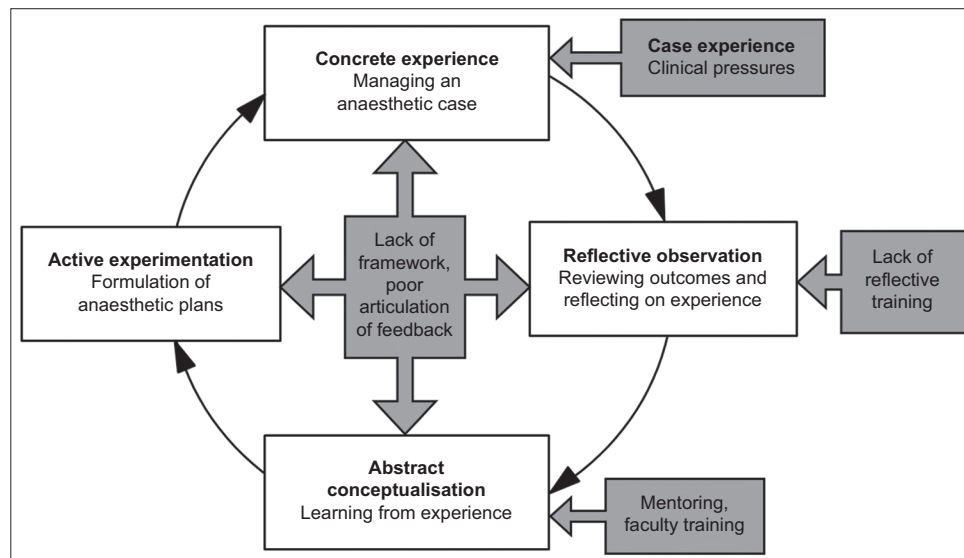 Concrete experience
Managing an
anaesthetic case
Case experience
Clinical pressures
Active experimentation
Formulation of
anaesthetic plans
Lack of
framework,
poor
articulation
of feedback
Reflective observation
Reviewing outcomes and
reflecting on experience
Lack of
reflective
training
Abstract
conceptualisation
Learning from experience
Mentoring,
faculty training